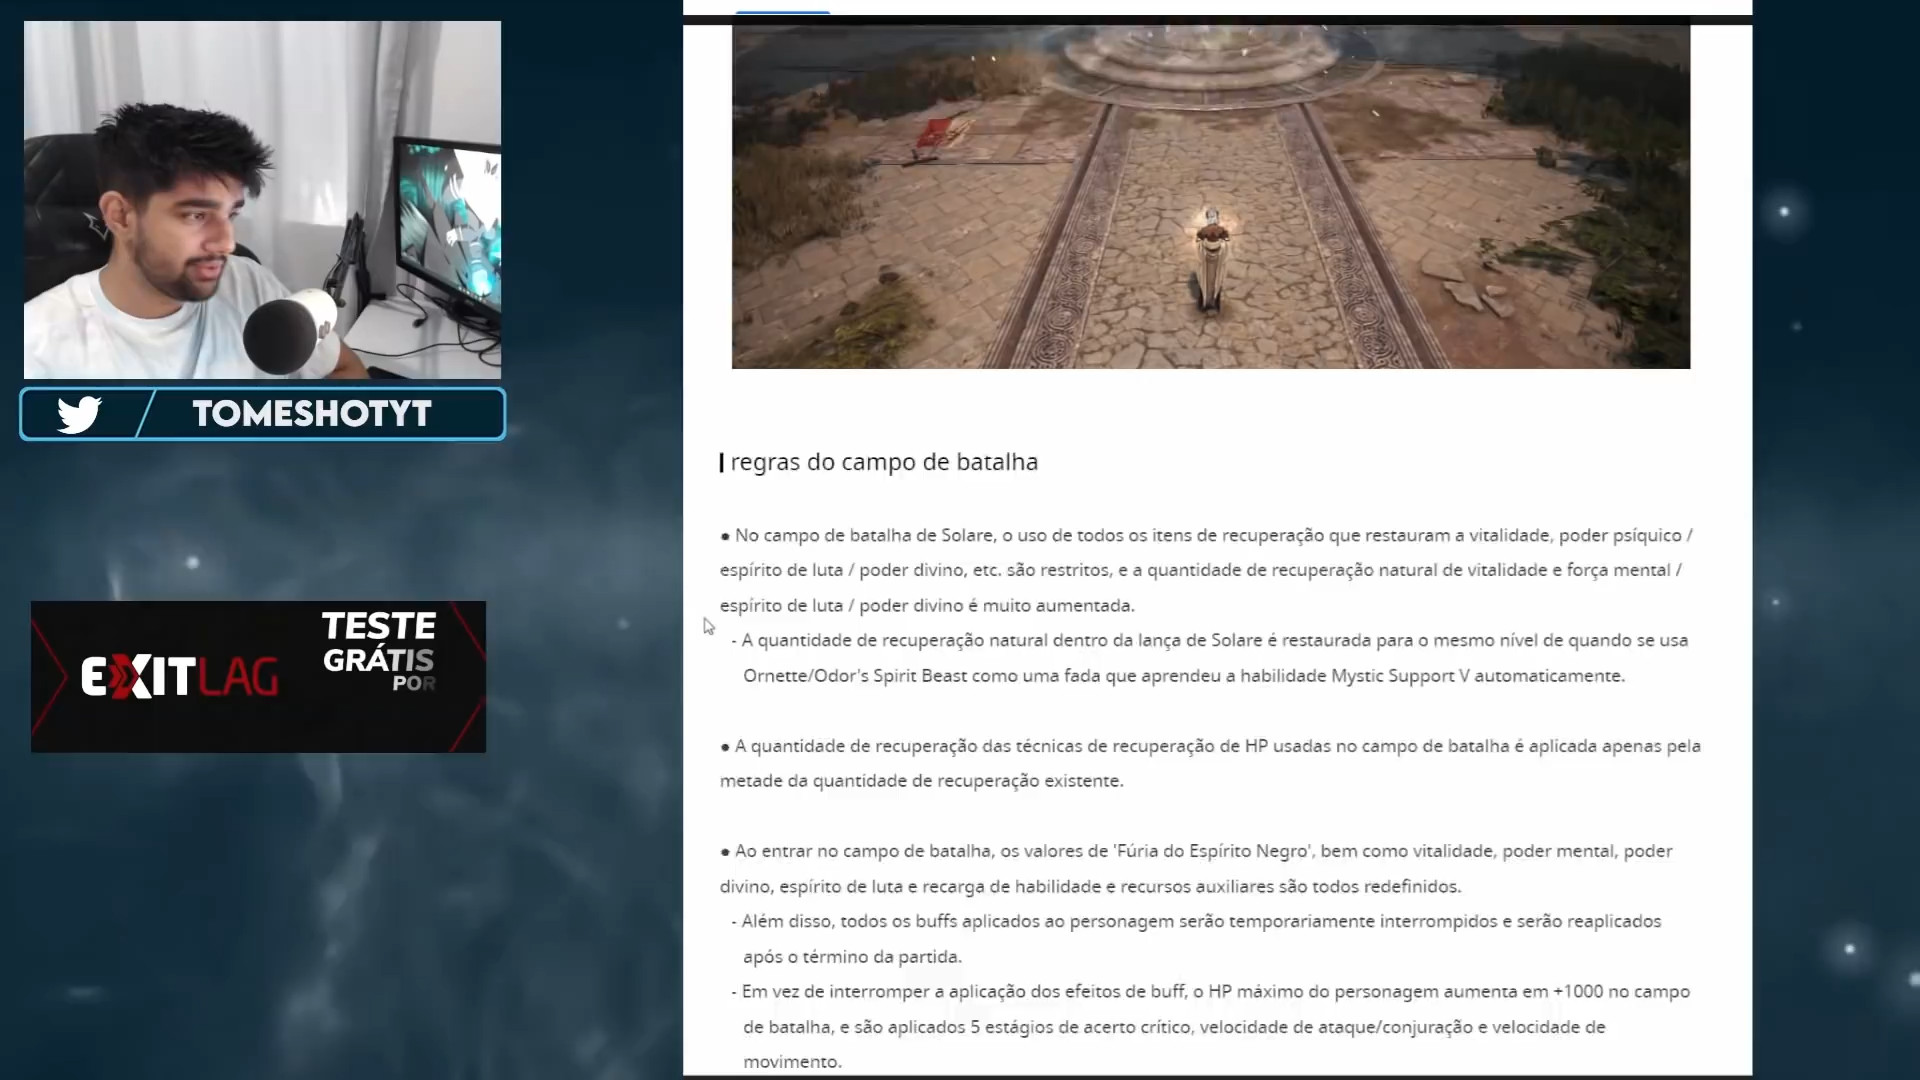 TOMESHOTYT
EXITLAG
TESTE
GRÁTIS
POR
regras do campo de batalha
● No campo de batalha de Solare, o uso de todos os itens de recuperação que restauram a vitalidade, poder psíquico /
espírito de luta / poder divino, etc. são restritos, e a quantidade de recuperação natural de vitalidade e força mental /
espírito de luta / poder divino é muito aumentada.
- A quantidade de recuperação natural dentro da lança de Solare é restaurada para o mesmo nível de quando se usa
Ornette/Odor's Spirit Beast como uma fada que aprendeu a habilidade Mystic Support V automaticamente.
● A quantidade de recuperação das técnicas de recuperação de HP usadas no campo de batalha é aplicada apenas pela
metade da quantidade de recuperação existente.
● Ao entrar no campo de batalha, os valores de 'Fúria do Espírito Negro', bem como vitalidade, poder mental, poder
divino, espírito de luta e recarga de habilidade e recursos auxiliares são todos redefinidos.
- Além disso, todos os buffs aplicados ao personagem serão temporariamente interrompidos e serão reaplicados
após o término da partida.
- Em vez de interromper a aplicação dos efeitos de buff, o HP máximo do personagem aumenta em +1000 no campo
de batalha, e são aplicados 5 estágios de acerto crítico, velocidade de ataque/conjuração e velocidade de
movimento.